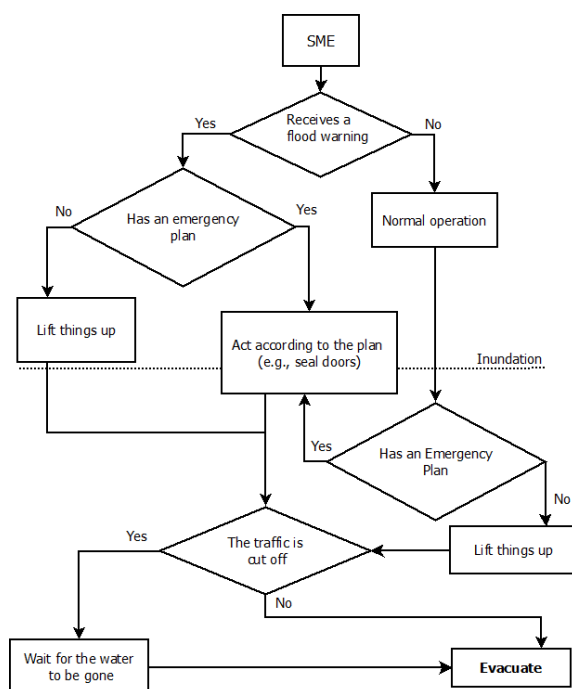 SME
Receives a
flood warning
Yes
No
Has an emergency
plan
No
Yes
Normal operation
Lift things up
Act according to the plan
(e.g., seal doors)
Inundation
Has an Emergency
Plan
Yes
No
The traffic is
cut off
Yes
Lift things up
No
Wait for the water
to be gone
Evacuate